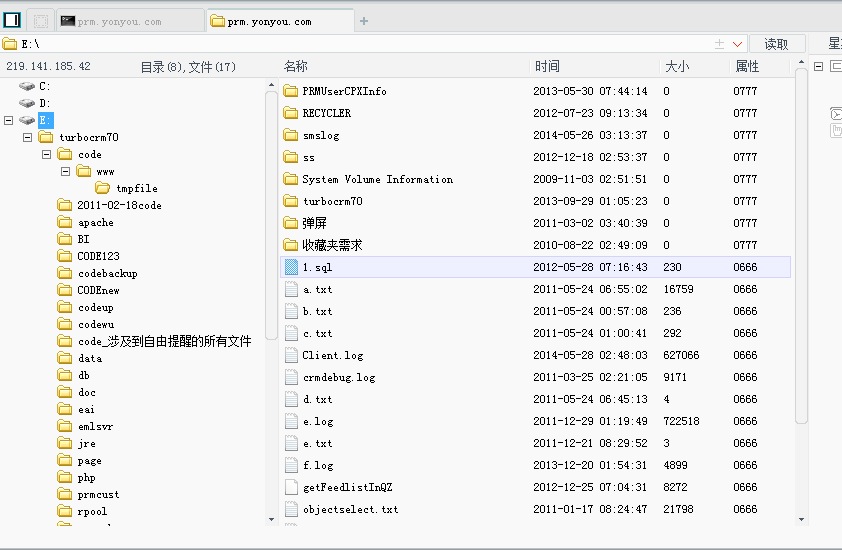 prm.yonyou.com
prm.yonyou.com
E:\
读取
219.141.185.42
目录(8),文件(17)
名称 时间 大小 属性
C:
D:
E:
turbocrm70
code
www
tmpfile
2011-02-18code
apache
BI
CODE123
codebackup
CODEnew
codeup
codewu
code_涉及到自由提醒的所有文件
data
db
doc
eai
emlsvr
jre
page
php
prmcust
rpool
PRMUserCPXInfo 2013-05-30 07:44:14 0 0777
RECYCLER 2012-07-23 09:13:34 0 0777
smslog 2014-05-26 03:13:37 0 0777
ss 2012-12-18 02:53:37 0 0777
System Volume Information 2009-11-03 02:51:51 0 0777
turbocrm70 2013-09-29 01:05:23 0 0777
弹屏 2011-03-02 03:40:39 0 0777
收藏夹需求 2010-08-22 02:49:09 0 0777
1.sql 2012-05-28 07:16:43 230 0666
a.txt 2011-05-24 06:55:02 16759 0666
b.txt 2011-05-24 00:57:08 236 0666
c.txt 2011-05-24 01:00:41 292 0666
Client.log 2014-05-28 02:48:03 627066 0666
crmdebug.log 2011-03-25 02:21:05 9171 0666
d.txt 2011-05-24 06:45:13 4 0666
e.log 2011-12-29 01:19:49 722518 0666
e.txt 2011-12-21 08:29:52 3 0666
f.log 2013-12-20 01:54:31 4899 0666
getFeedlistInQZ 2012-12-25 07:04:31 8272 0666
objectselect.txt 2011-01-17 08:24:47 21798 0666